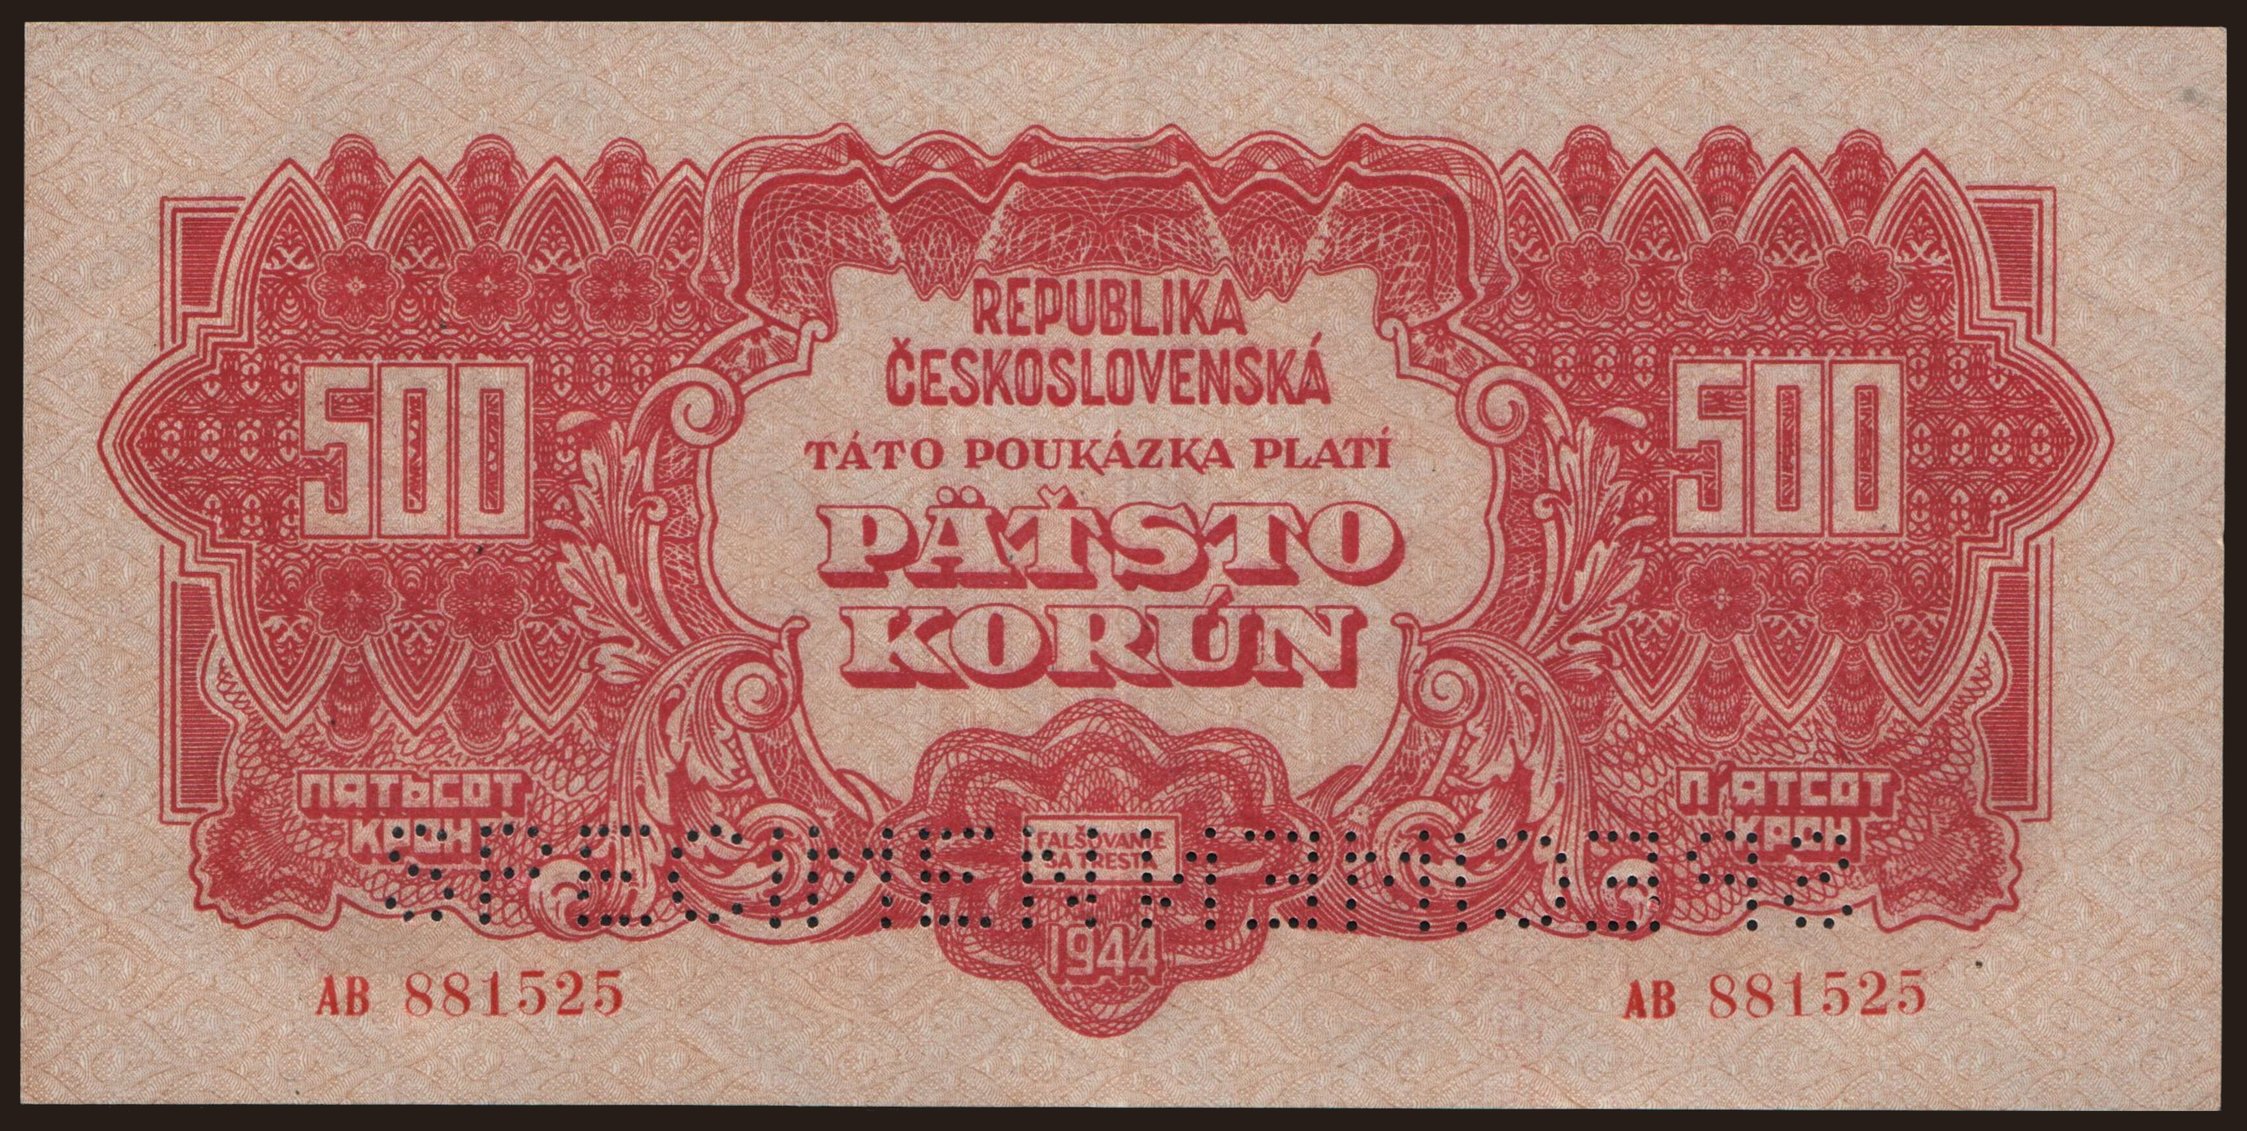 REPUBLIKA
ČESKOSLOVENSKÁ
TÁTO POUKÁZKA PLATÍ
PÄŤSTO
KORÚN
500
500
ПЯТЬСОТ
КРОН
П'ЯТСОТ
КРОН
FALŠOVANIE
SA TRESTÁ
SPECIMEN
1944
AB 881525
AB 881525